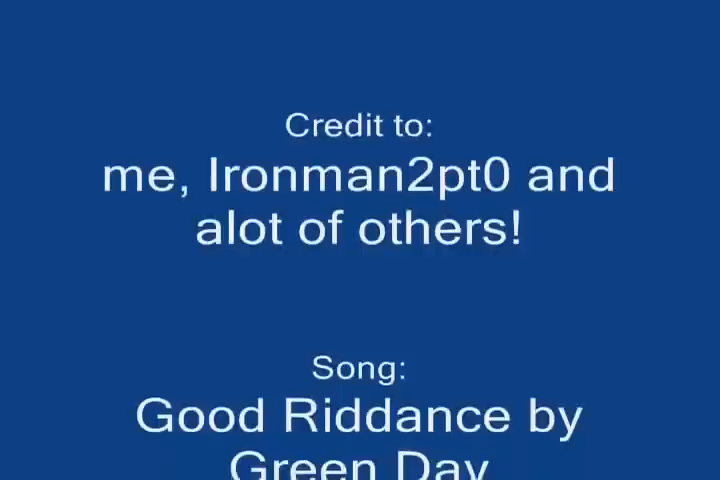 Credit to:
me, Ironman2pt0 and
alot of others!
Song:
Good Riddance by
Green Day